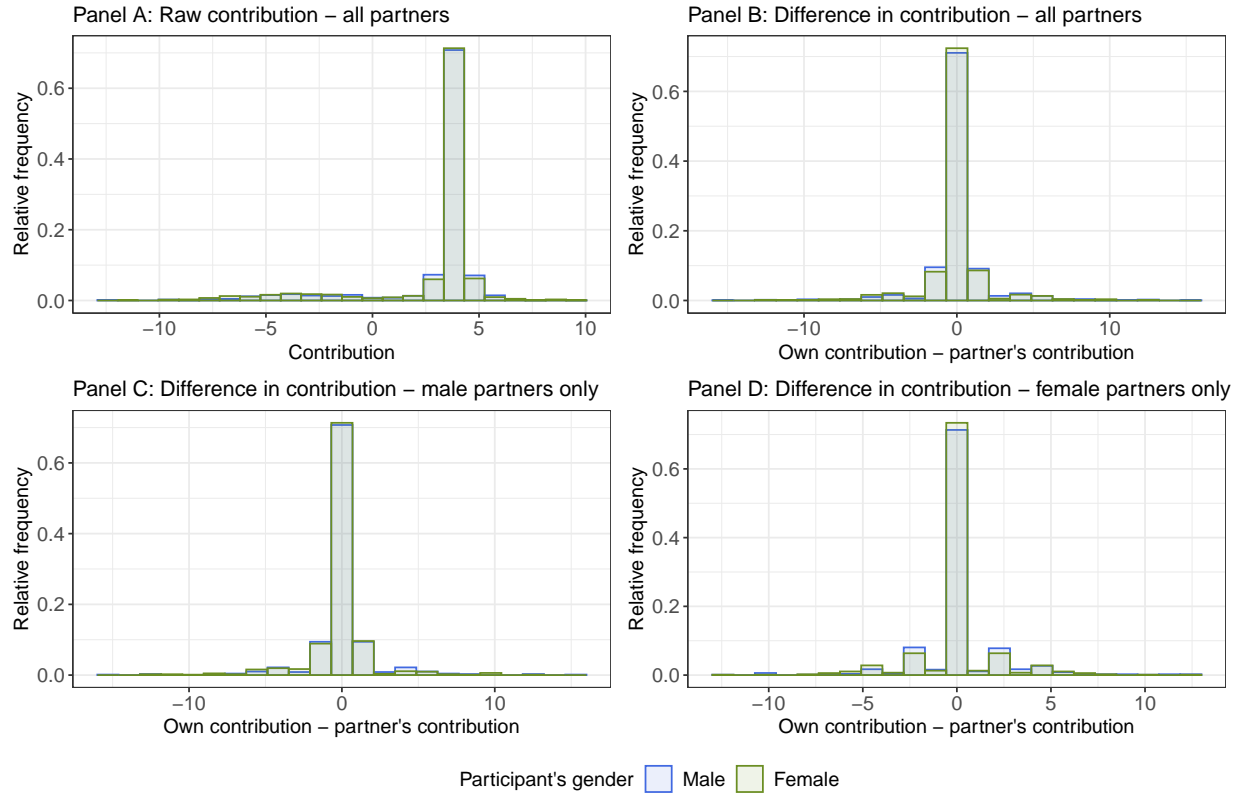 Panel A: Raw contribution − all partners
Relative frequency
0.6
0.4
0.2
0.0
−10
−5
0
5
10
Contribution
Panel B: Difference in contribution − all partners
Relative frequency
0.6
0.4
0.2
0.0
−10
0
10
Own contribution − partner's contribution
Panel C: Difference in contribution − male partners only
Relative frequency
0.6
0.4
0.2
0.0
−10
0
10
Own contribution − partner's contribution
Panel D: Difference in contribution − female partners only
Relative frequency
0.6
0.4
0.2
0.0
−10
−5
0
5
10
Own contribution − partner's contribution
Participant's gender Male Female